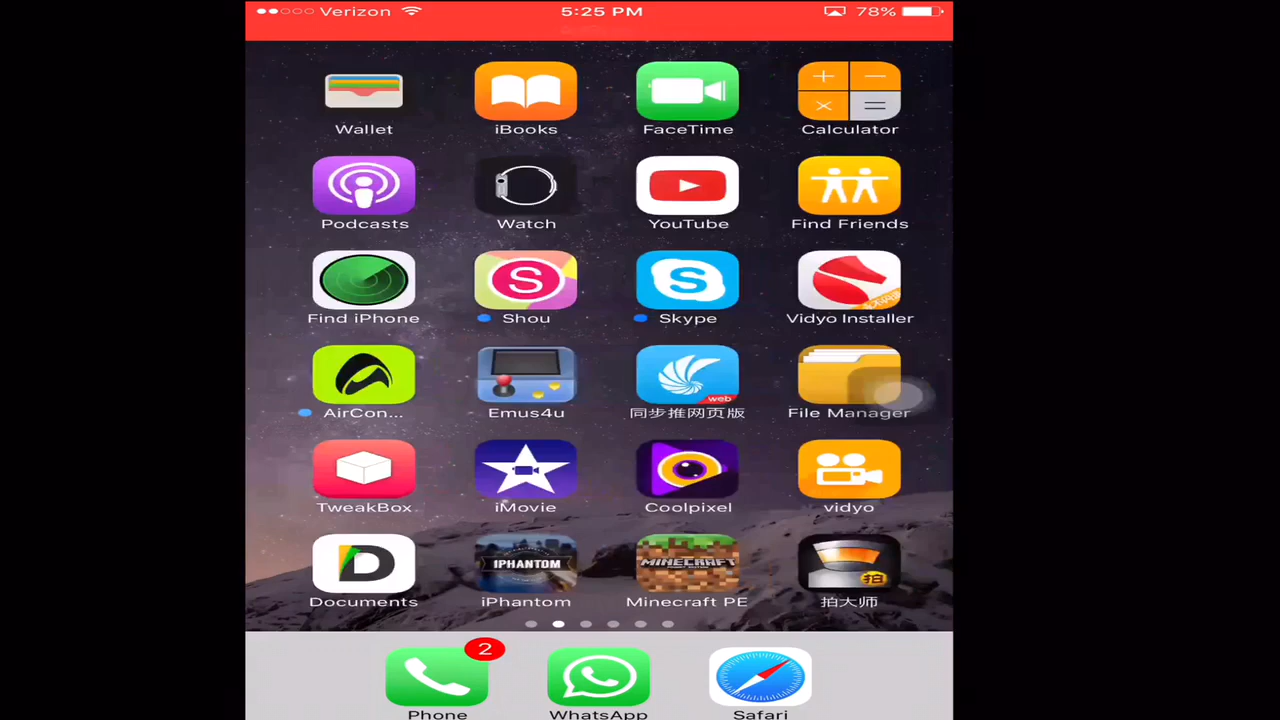 Verizon 5:25 PM 78%
Wallet iBooks FaceTime Calculator
Podcasts Watch YouTube Find Friends
S S
Find iPhone Shou Skype Vidyo Installer
web
AirCon... Emus4u 同步推网页版 File Manager
TweakBox iMovie Coolpixel vidyo
D IPHANTOM MINECRAFT 拍
Documents iPhantom Minecraft PE 拍大师
2
Phone WhatsApp Safari